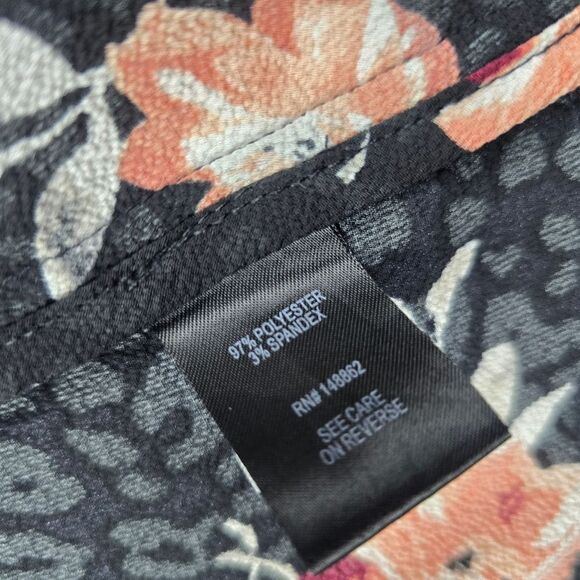 97% POLYESTER
3% SPANDEX
RN# 148862
SEE CARE
ON REVERSE